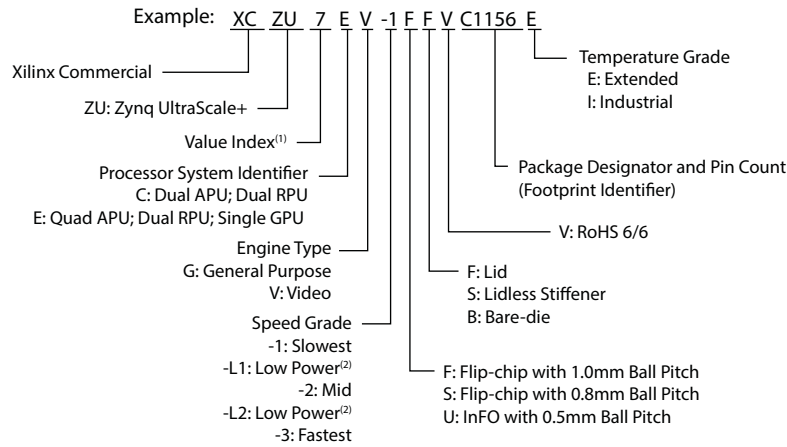 Example: XC ZU 7 E V -1 F F V C1156 E
Xilinx Commercial
ZU: Zynq UltraScale+
Value Index(1)
Processor System Identifier
C: Dual APU; Dual RPU
E: Quad APU; Dual RPU; Single GPU
Engine Type
G: General Purpose
V: Video
Speed Grade
-1: Slowest
-L1: Low Power(2)
-2: Mid
-L2: Low Power(2)
-3: Fastest
Temperature Grade
E: Extended
I: Industrial
Package Designator and Pin Count
(Footprint Identifier)
V: RoHS 6/6
F: Lid
S: Lidless Stiffener
B: Bare-die
F: Flip-chip with 1.0mm Ball Pitch
S: Flip-chip with 0.8mm Ball Pitch
U: InFO with 0.5mm Ball Pitch